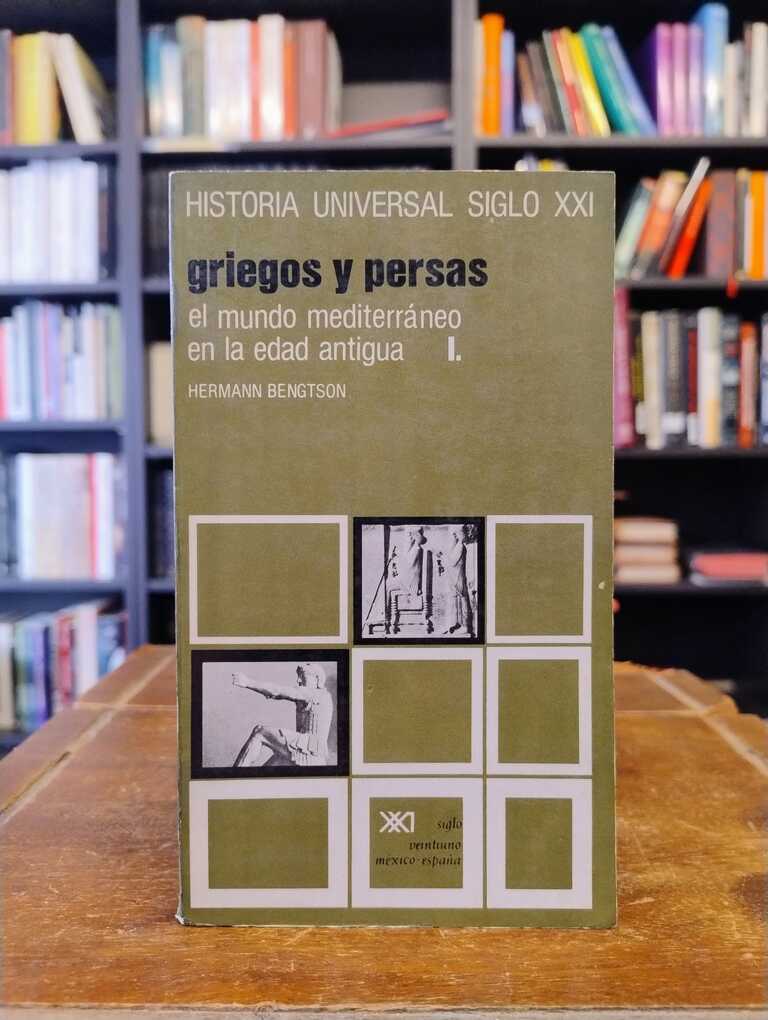 HISTORIA UNIVERSAL SIGLO XXI
griegos y persas
el mundo mediterráneo
en la edad antigua I.
HERMANN BENGTSON
XXI siglo
veintiuno
méxico-españa